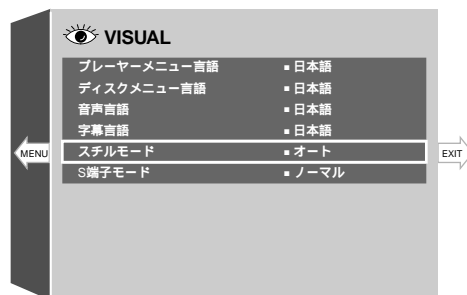 VISUAL
プレーヤーメニュー言語 ■ 日本語
ディスクメニュー言語 ■ 日本語
音声言語 ■ 日本語
字幕言語 ■ 日本語
MENU スチルモード ■ オート EXIT
S端子モード ■ ノーマル